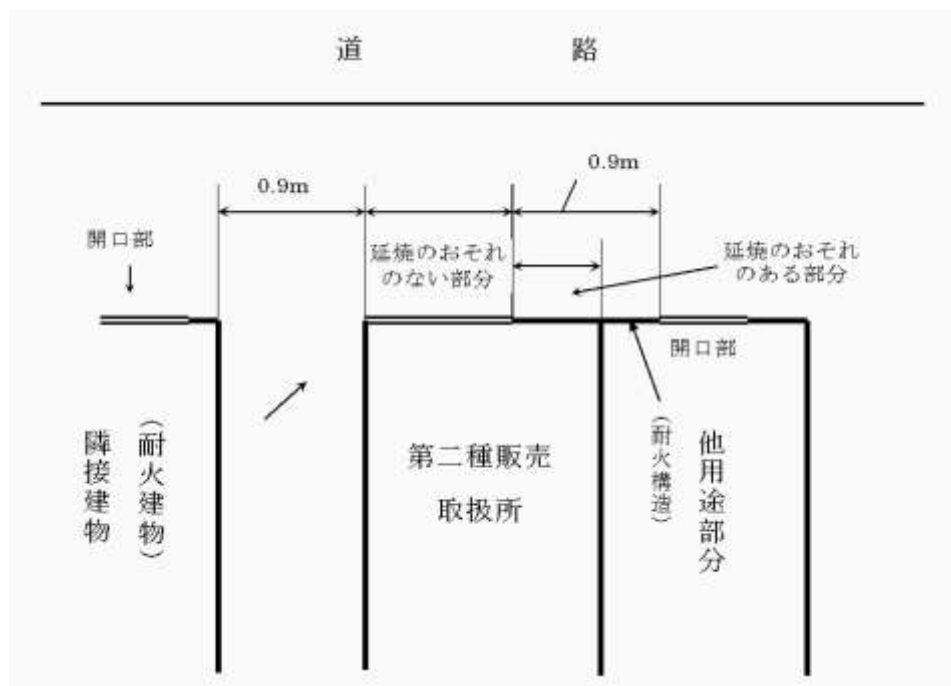 道 路
0.9m
0.9m
開口部
延焼のおそれ
のない部分
延焼のおそれ
のある部分
開口部
隣接建物
（耐火建物）
第二種販売
取扱所
（耐火構造）
他用途部分